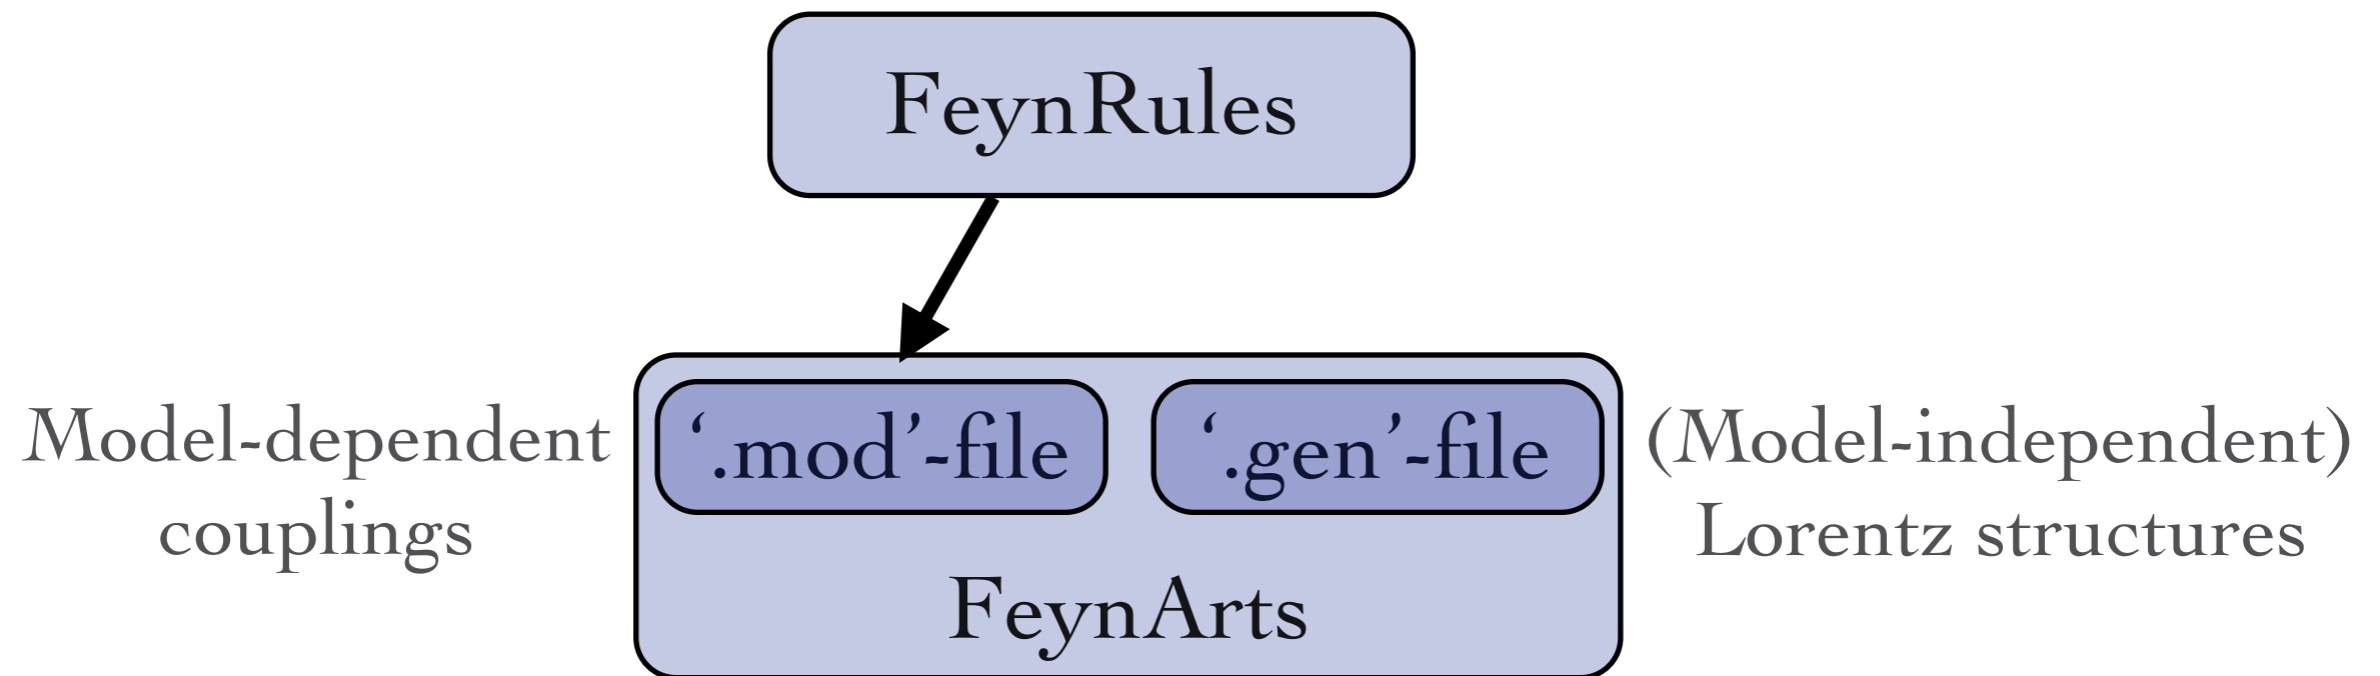 FeynRules
Model-dependent
couplings
‘.mod’-file
‘.gen’-file
(Model-independent)
Lorentz structures
FeynArts